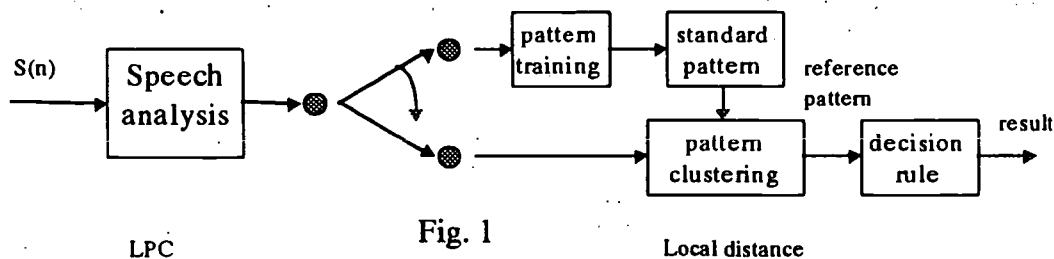 S(n)
Speech
analysis
pattern
training
standard
pattern
reference
pattern
pattern
clustering
decision
rule
result
Fig. 1
LPC
Local distance